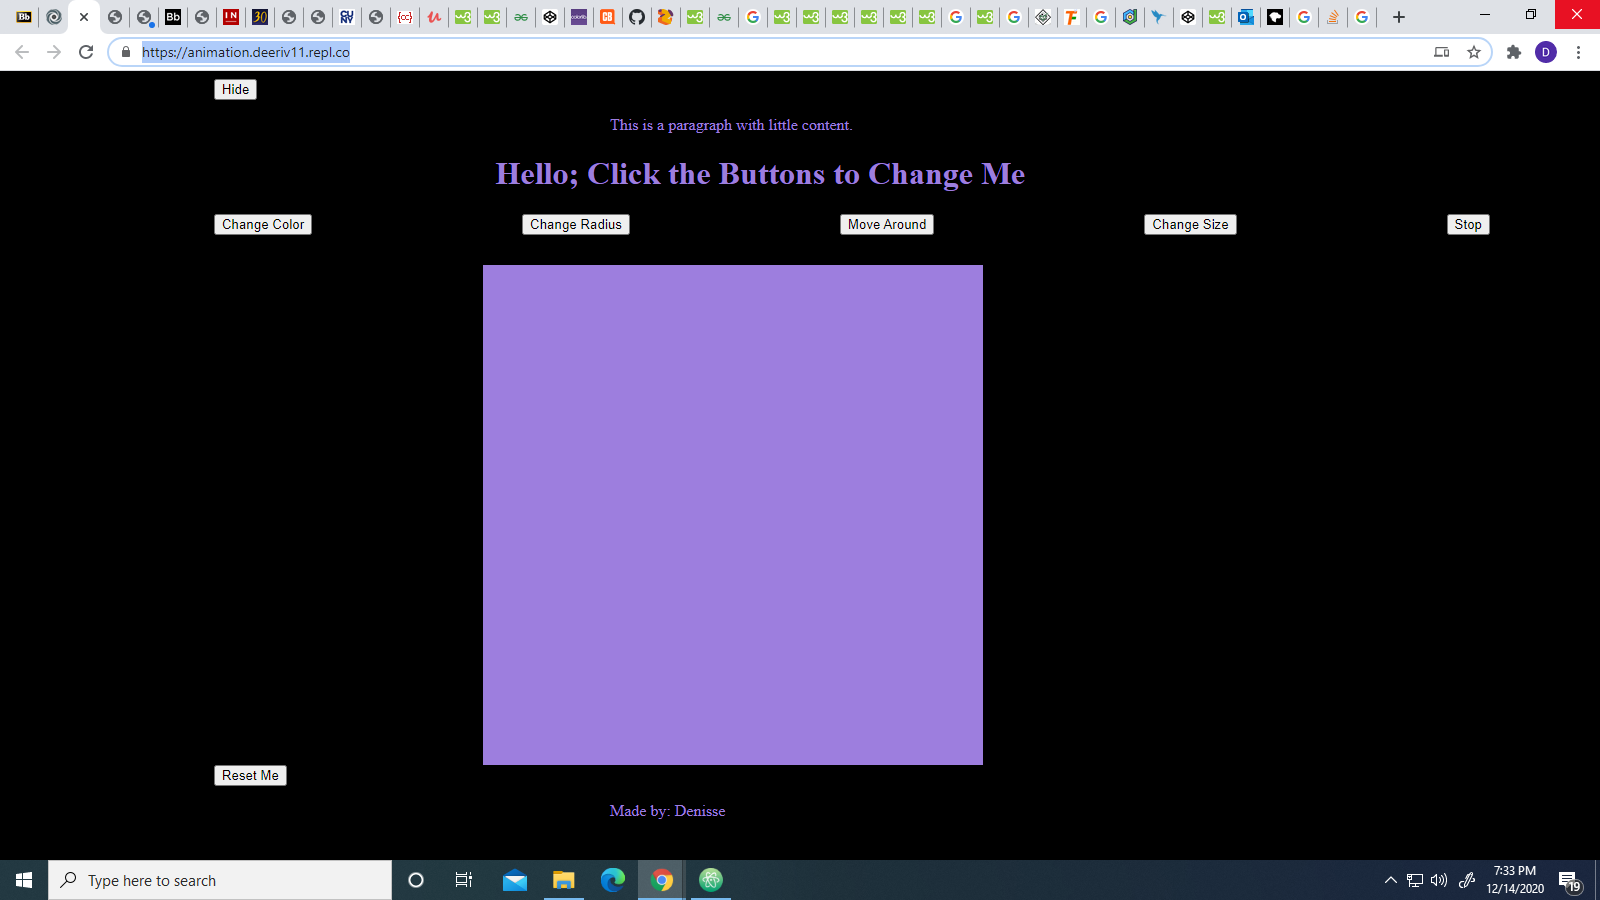 https://animation.deeriv11.repl.co
D
Hide
This is a paragraph with little content.
Hello; Click the Buttons to Change Me
Change Color Change Radius Move Around Change Size Stop
Reset Me
Made by: Denisse
Type here to search
7:33 PM
12/14/2020
19